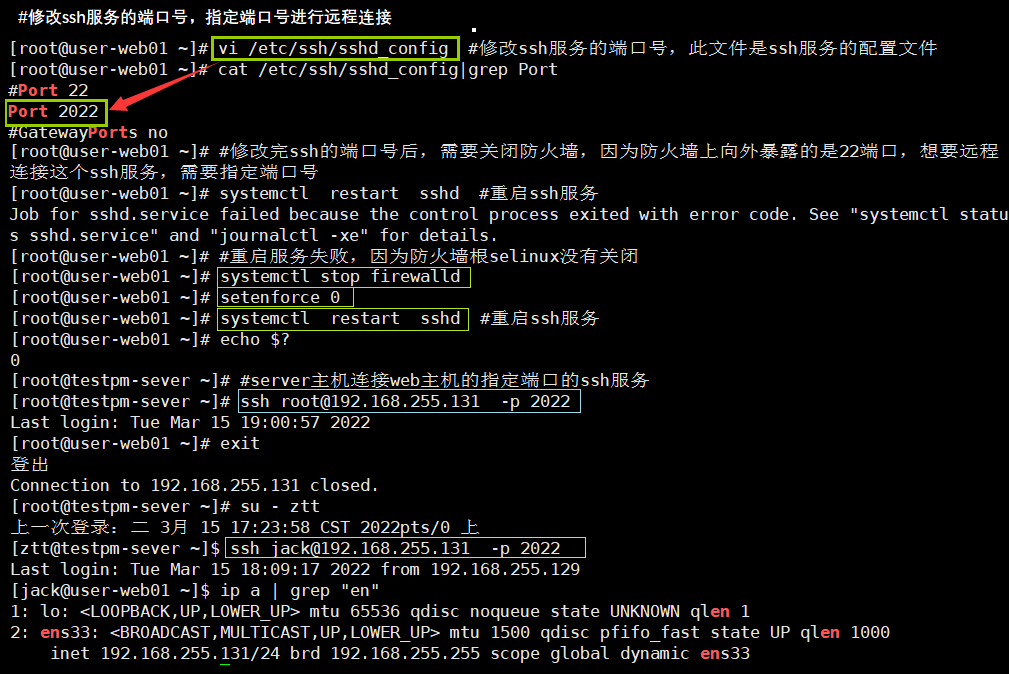 #修改ssh服务的端口号，指定端口号进行远程连接
[root@user-web01 ~]# vi /etc/ssh/sshd_config #修改ssh服务的端口号，此文件是ssh服务的配置文件
[root@user-web01 ~]# cat /etc/ssh/sshd_config|grep Port
#Port 22
Port 2022
#GatewayPorts no
[root@user-web01 ~]# #修改完ssh的端口号后，需要关闭防火墙，因为防火墙上向外暴露的是22端口，想要远程
连接这个ssh服务，需要指定端口号
[root@user-web01 ~]# systemctl  restart  sshd  #重启ssh服务
Job for sshd.service failed because the control process exited with error code. See "systemctl statu
s sshd.service" and "journalctl -xe" for details.
[root@user-web01 ~]# #重启服务失败，因为防火墙根selinux没有关闭
[root@user-web01 ~]# systemctl stop firewalld
[root@user-web01 ~]# setenforce 0
[root@user-web01 ~]# systemctl  restart  sshd  #重启ssh服务
[root@user-web01 ~]# echo $?
0
[root@testpm-sever ~]# #server主机连接web主机的指定端口的ssh服务
[root@testpm-sever ~]# ssh root@192.168.255.131  -p 2022
Last login: Tue Mar 15 19:00:57 2022
[root@user-web01 ~]# exit
登出
Connection to 192.168.255.131 closed.
[root@testpm-sever ~]# su - ztt
上一次登录：二 3月 15 17:23:58 CST 2022pts/0 上
[ztt@testpm-sever ~]$ ssh jack@192.168.255.131  -p 2022
Last login: Tue Mar 15 18:09:17 2022 from 192.168.255.129
[jack@user-web01 ~]$ ip a | grep "en"
1: lo: <LOOPBACK,UP,LOWER_UP> mtu 65536 qdisc noqueue state UNKNOWN qlen 1
2: ens33: <BROADCAST,MULTICAST,UP,LOWER_UP> mtu 1500 qdisc pfifo_fast state UP qlen 1000
    inet 192.168.255.131/24 brd 192.168.255.255 scope global dynamic ens33